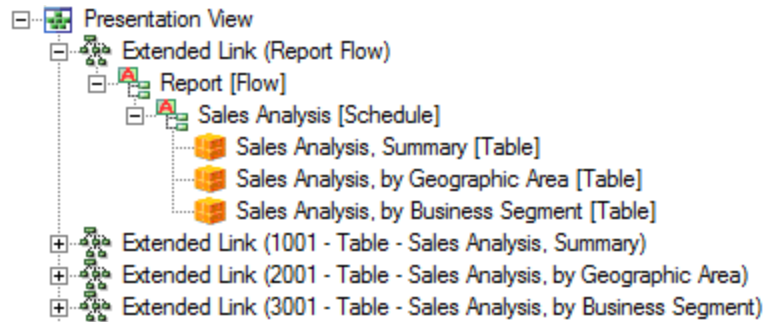 Presentation View
Extended Link (Report Flow)
Report [Flow]
Sales Analysis [Schedule]
Sales Analysis, Summary [Table]
Sales Analysis, by Geographic Area [Table]
Sales Analysis, by Business Segment [Table]
Extended Link (1001 - Table - Sales Analysis, Summary)
Extended Link (2001 - Table - Sales Analysis, by Geographic Area)
Extended Link (3001 - Table - Sales Analysis, by Business Segment)